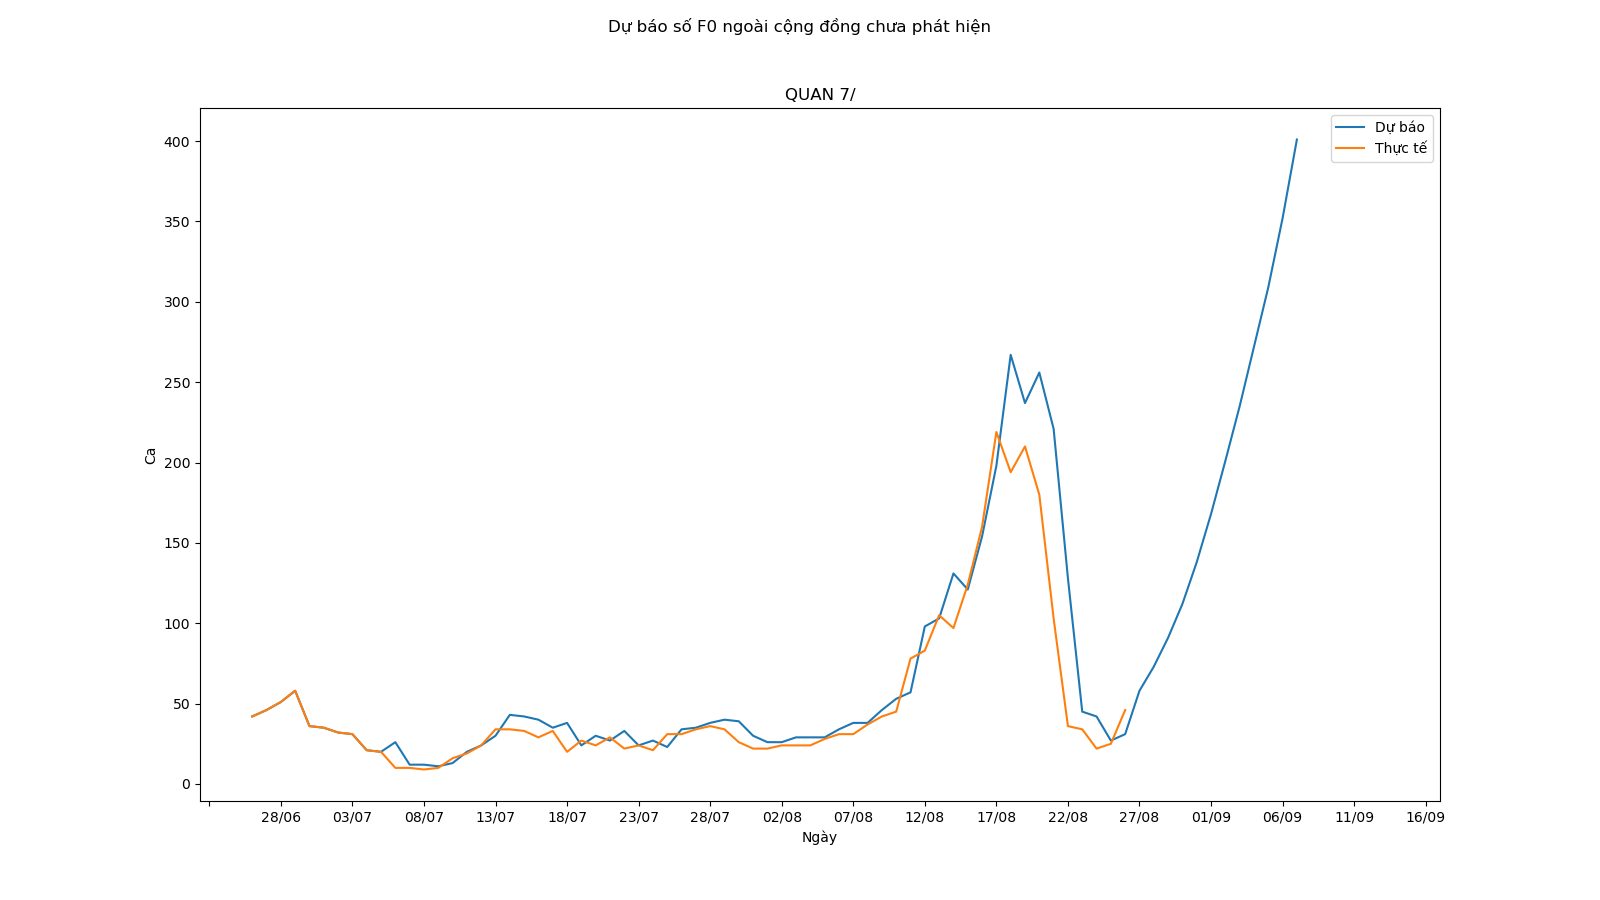 Dự báo số F0 ngoài cộng đồng chưa phát hiện
QUAN 7/
Dự báo
Thực tế
400
350
300
250
200
150
100
50
0
Ca
28/06 03/07 08/07 13/07 18/07 23/07 28/07 02/08 07/08 12/08 17/08 22/08 27/08 01/09 06/09 11/09 16/09
Ngày